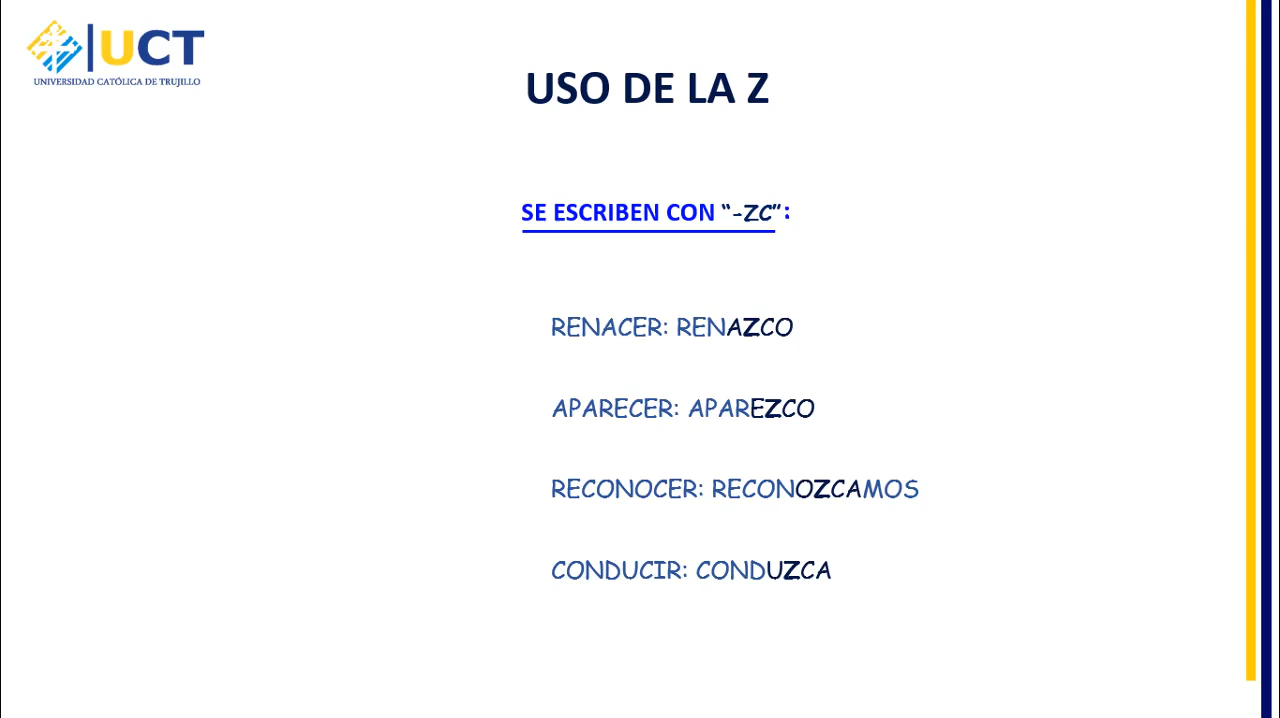 UCT
UNIVERSIDAD CATÓLICA DE TRUJILLO
USO DE LA Z
SE ESCRIBEN CON “-ZC”:
RENACER: RENAZCO
APARECER: APAREZCO
RECONOCER: RECONOZCAMOS
CONDUCIR: CONDUZCA